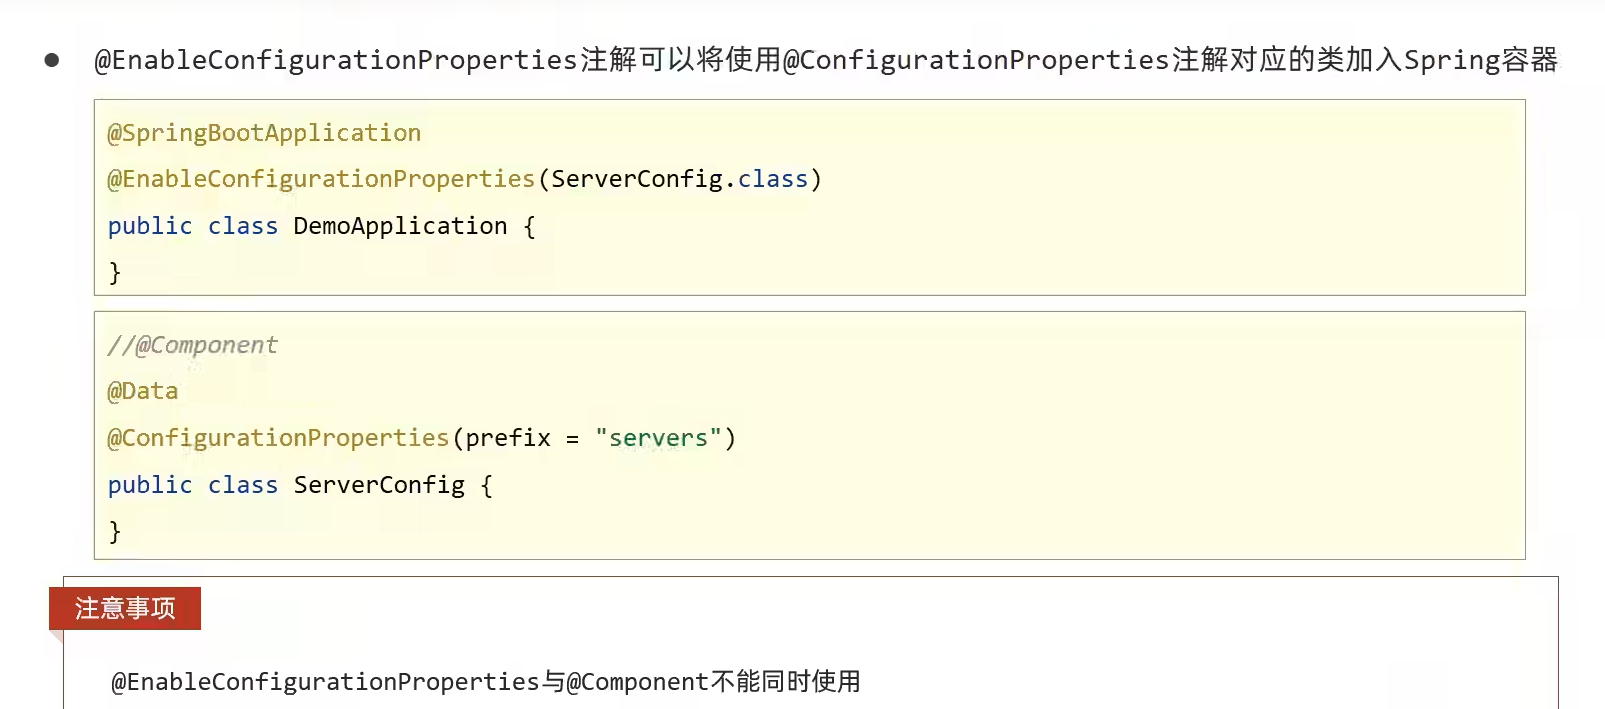 ● @EnableConfigurationProperties注解可以将使用@ConfigurationProperties注解对应的类加入Spring容器
@SpringBootApplication
@EnableConfigurationProperties(ServerConfig.class)
public class DemoApplication {
}
//@Component
@Data
@ConfigurationProperties(prefix = "servers")
public class ServerConfig {
}
注意事项
@EnableConfigurationProperties与@Component不能同时使用